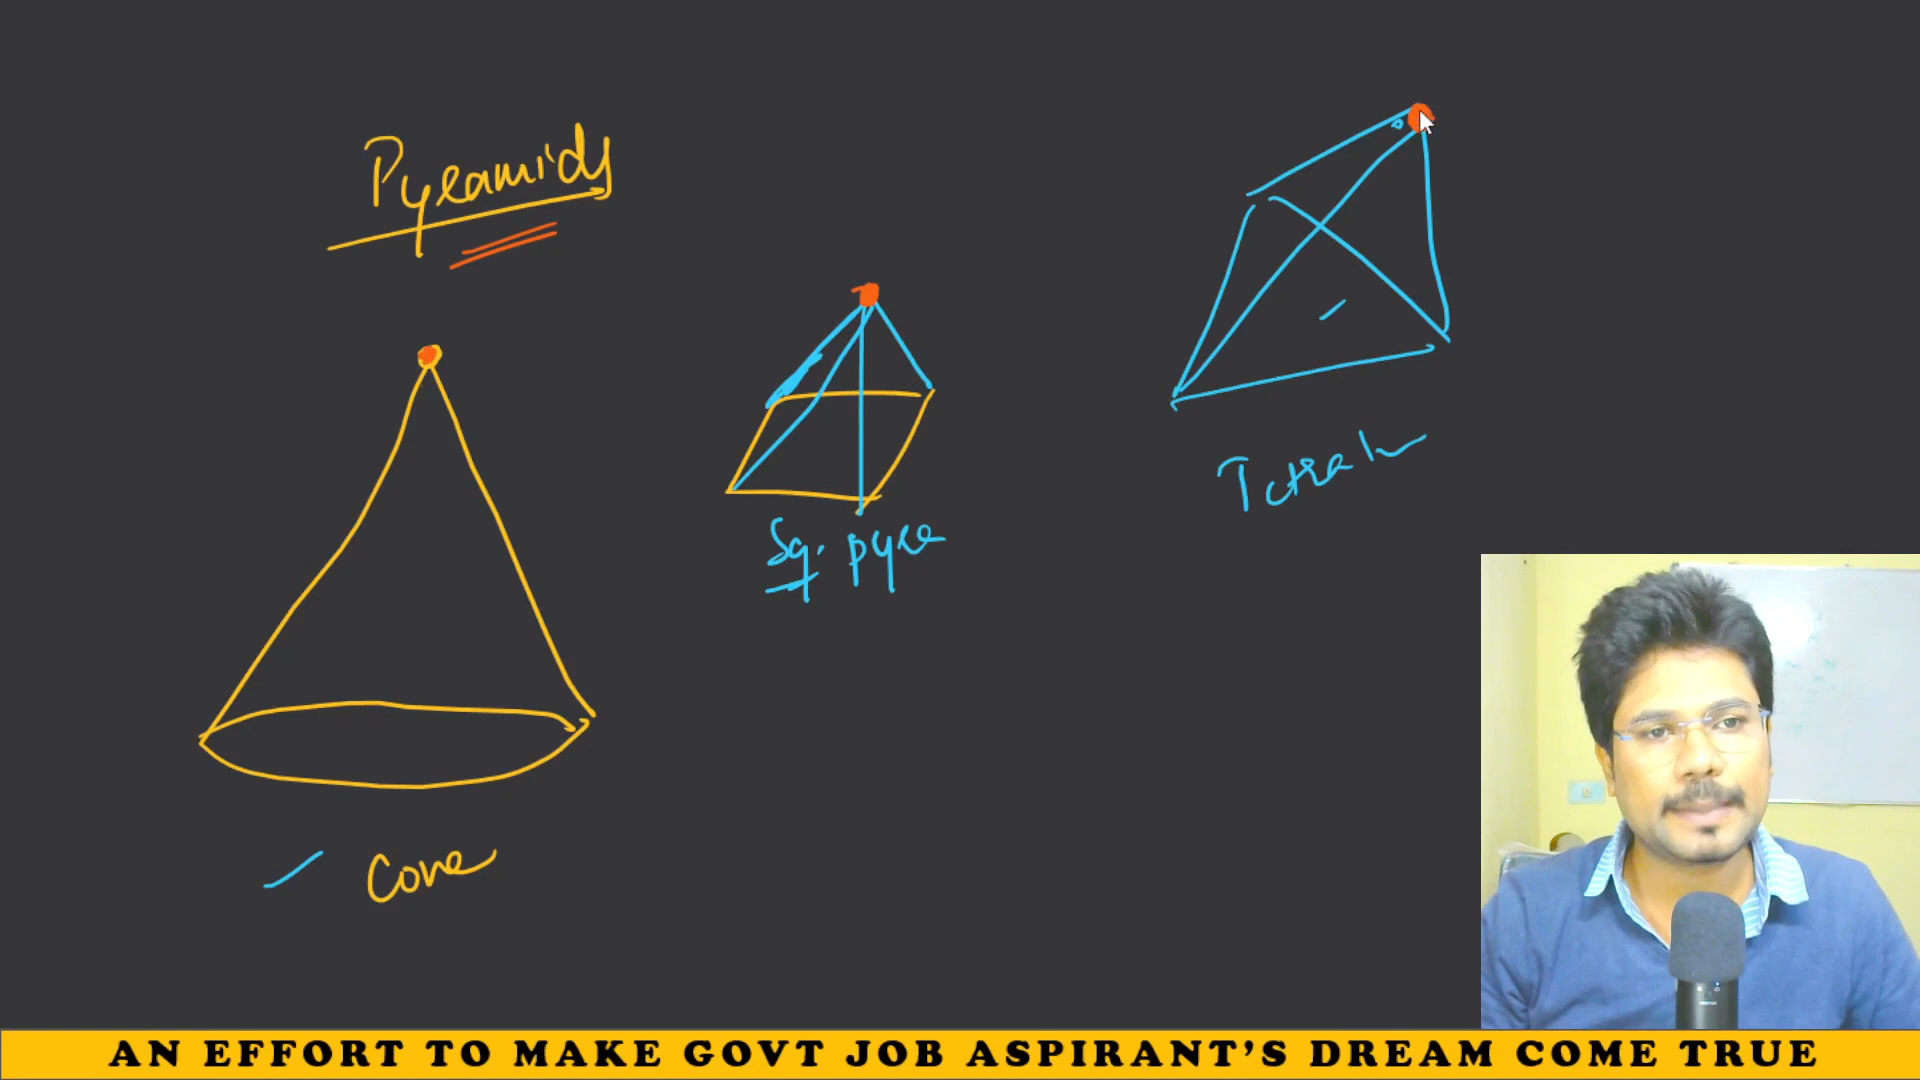 Pyramids
Sq. pyra
Tetrah
Cone
AN EFFORT TO MAKE GOVT JOB ASPIRANT'S DREAM COME TRUE